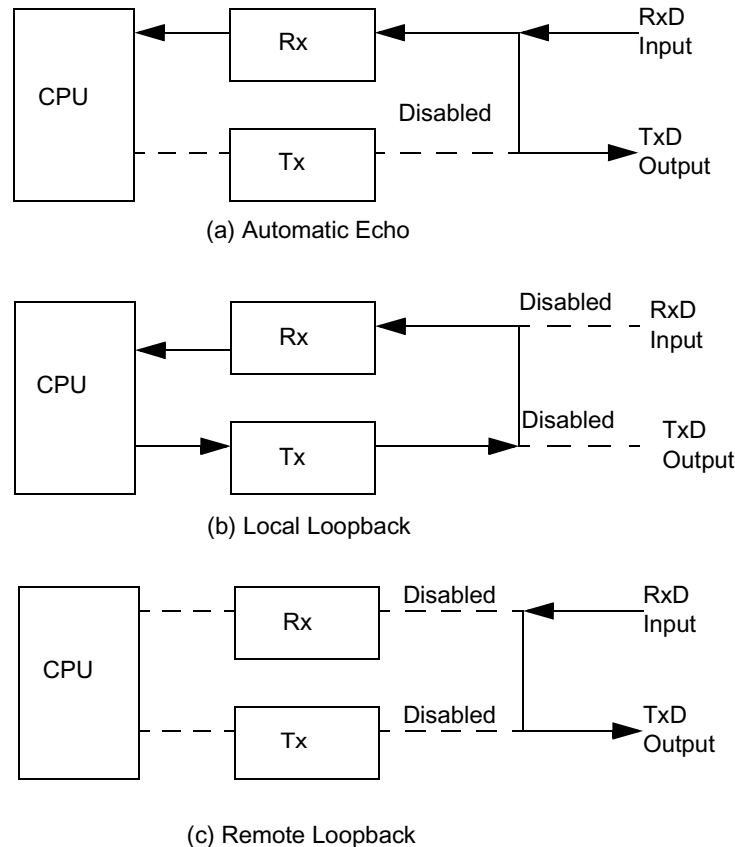 CPU
Rx
RxD
Input
Disabled
Tx
TxD
Output
(a) Automatic Echo
CPU
Rx
Disabled
RxD
Input
Disabled
Tx
TxD
Output
(b) Local Loopback
CPU
Rx
Disabled
RxD
Input
Disabled
Tx
TxD
Output
(c) Remote Loopback